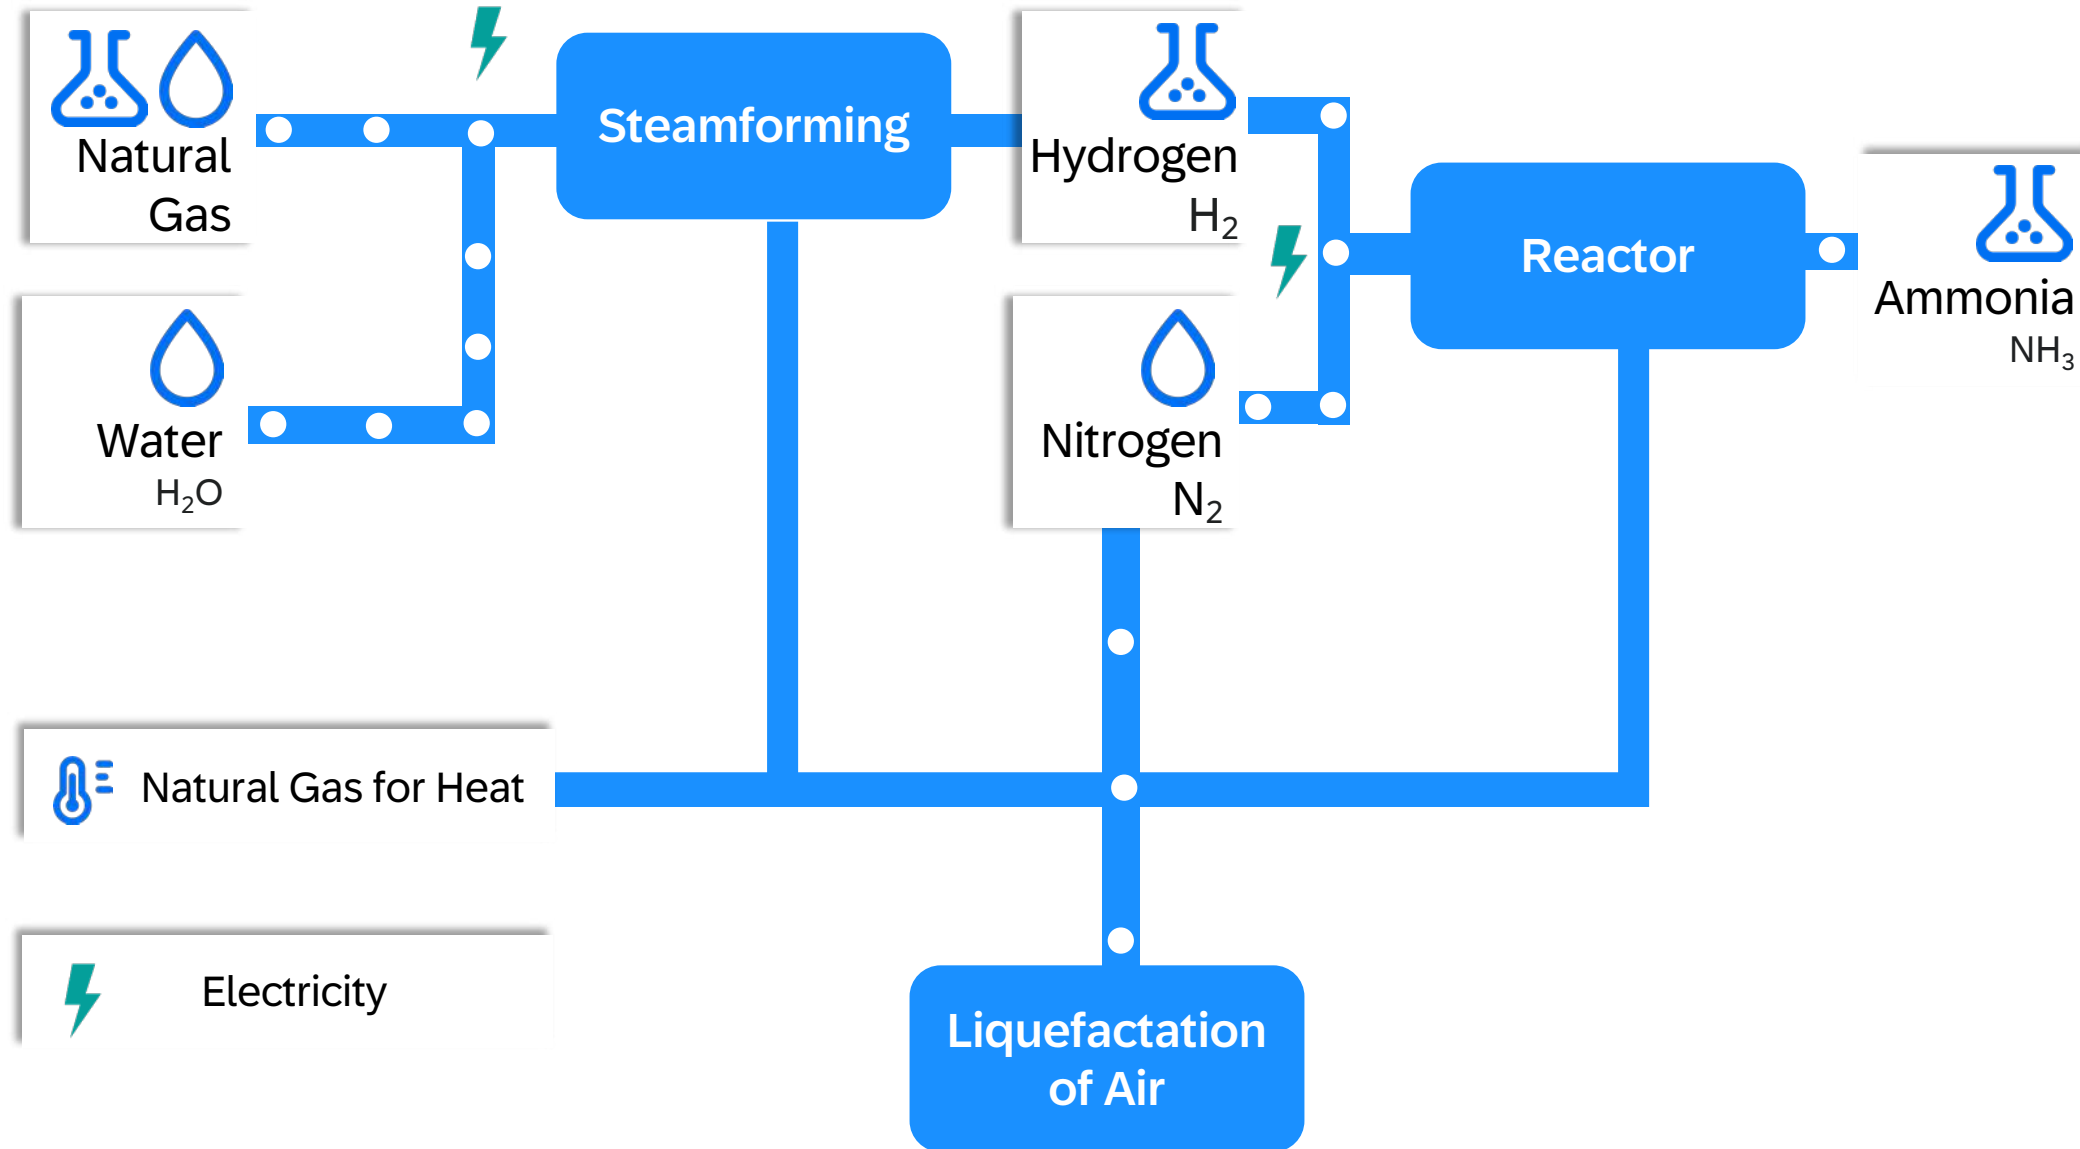 Natural
Gas
Steamforming
Hydrogen
H₂
Reactor
Ammonia
NH₃
Water
H₂O
Nitrogen
N₂
Natural Gas for Heat
Electricity
Liquefactation
of Air